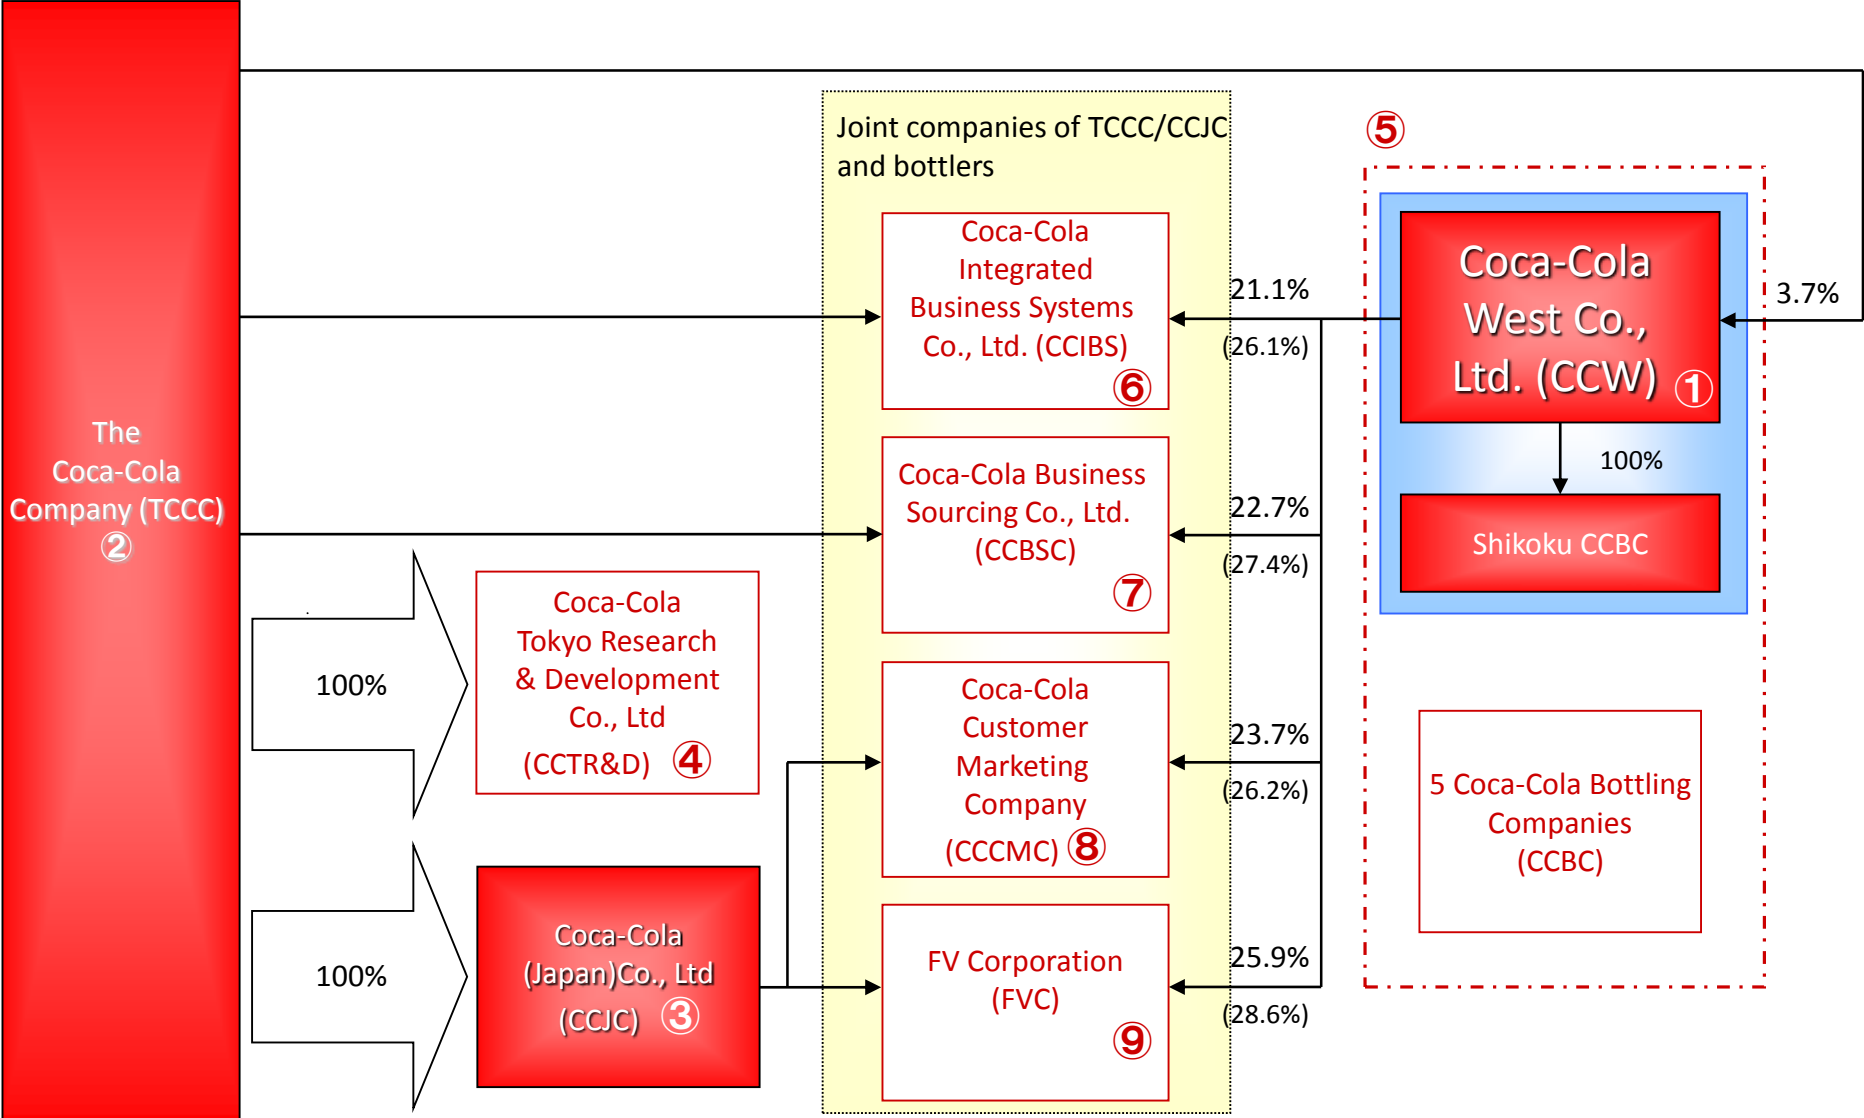 The
Coca-Cola
Company (TCCC)
②
Joint companies of TCCC/CCJC
and bottlers
Coca-Cola
Integrated
Business Systems
Co., Ltd. (CCIBS)
⑥
Coca-Cola Business
Sourcing Co., Ltd.
(CCBSC)
⑦
100%
Coca-Cola
Tokyo Research
& Development
Co., Ltd
(CCTR&D) ④
Coca-Cola
Customer
Marketing
Company
(CCCMC) ⑧
100%
Coca-Cola
(Japan)Co., Ltd
(CCJC) ③
FV Corporation
(FVC)
⑨
21.1%
(26.1%)
22.7%
(27.4%)
23.7%
(26.2%)
25.9%
(28.6%)
⑤
Coca-Cola
West Co.,
Ltd. (CCW) ①
3.7%
100%
Shikoku CCBC
5 Coca-Cola Bottling
Companies
(CCBC)